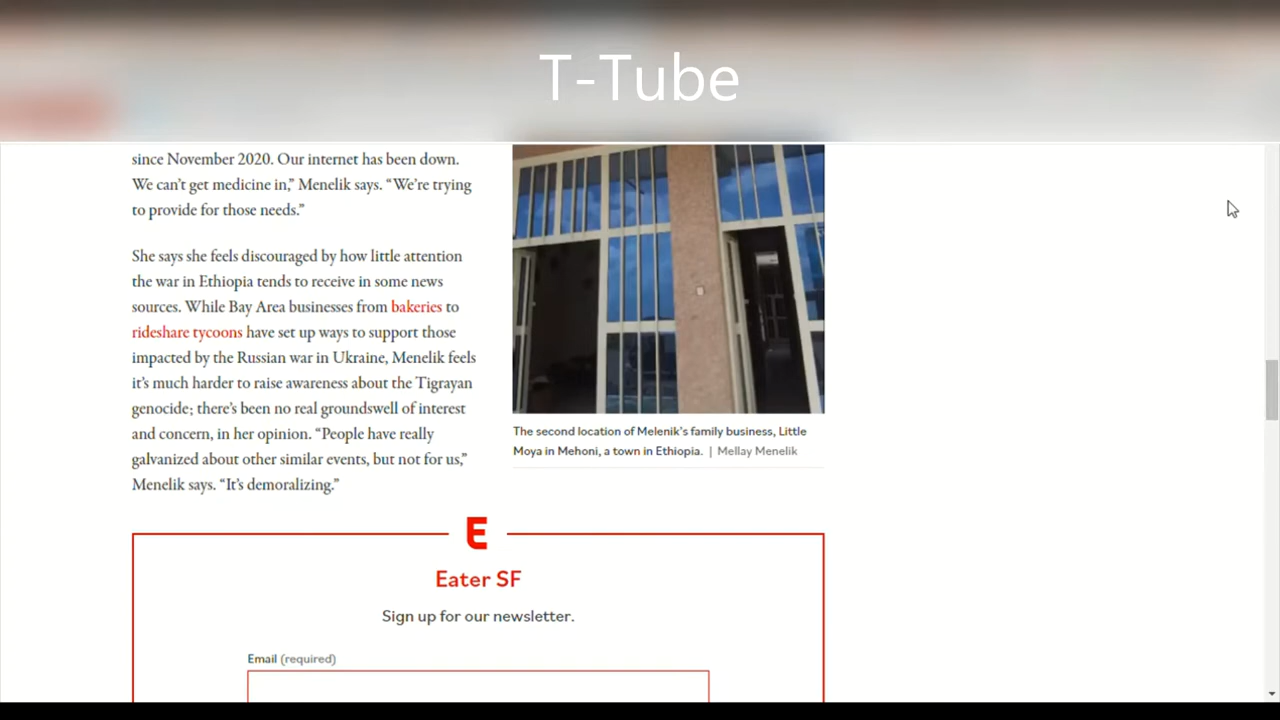 T-Tube
since November 2020. Our internet has been down.
We can’t get medicine in,” Menelik says. “We’re trying
to provide for those needs.”
She says she feels discouraged by how little attention
the war in Ethiopia tends to receive in some news
sources. While Bay Area businesses from bakeries to
rideshare tycoons have set up ways to support those
impacted by the Russian war in Ukraine, Menelik feels
it’s much harder to raise awareness about the Tigrayan
genocide; there’s been no real groundswell of interest
and concern, in her opinion. “People have really
galvanized about other similar events, but not for us,”
Menelik says. “It’s demoralizing.”
The second location of Melenik’s family business, Little
Moya in Mehoni, a town in Ethiopia. | Mellay Menelik
E
Eater SF
Sign up for our newsletter.
Email (required)